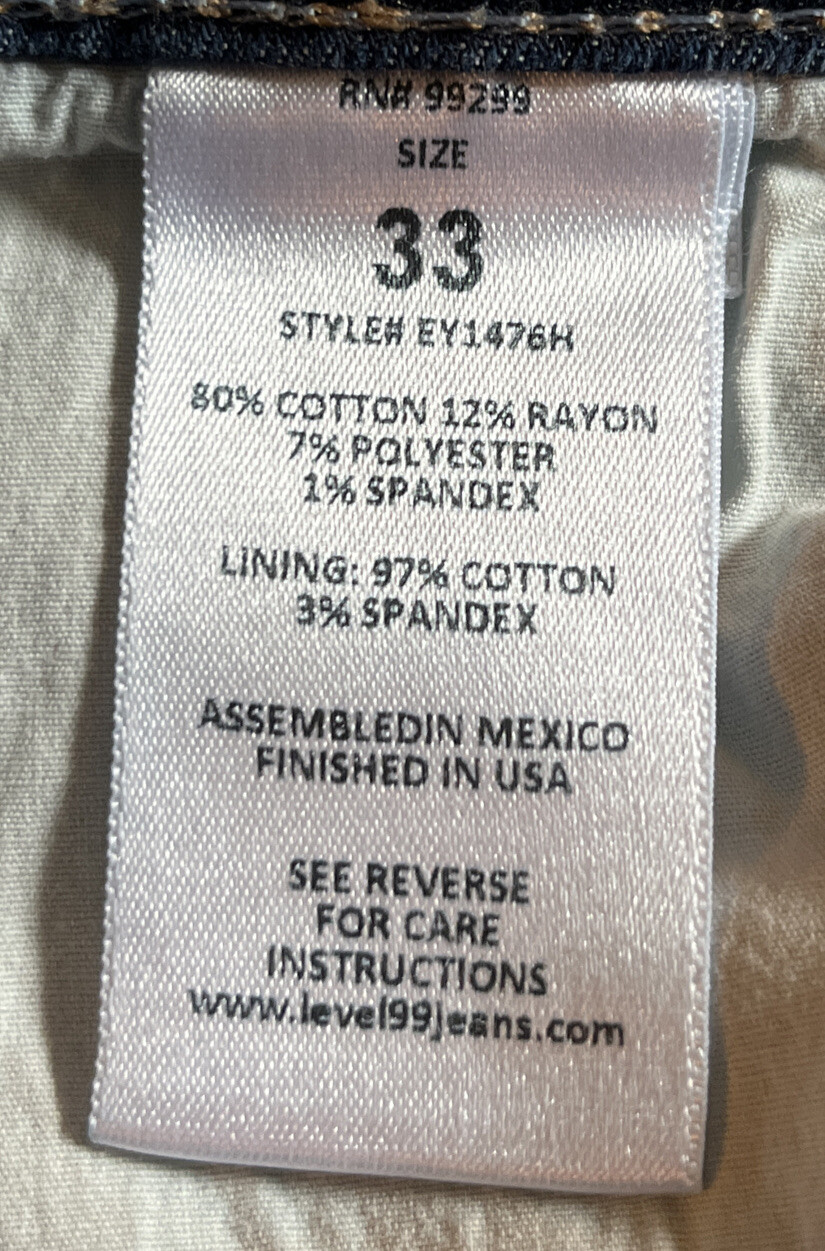 RN# 99299
SIZE
33
STYLE# EY1476H
80% COTTON 12% RAYON
7% POLYESTER
1% SPANDEX
LINING: 97% COTTON
3% SPANDEX
ASSEMBLEDIN MEXICO
FINISHED IN USA
SEE REVERSE
FOR CARE
INSTRUCTIONS
www.level99jeans.com